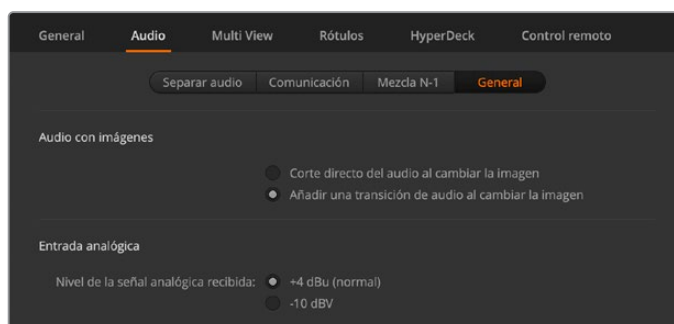 General Audio Multi View Rótulos HyperDeck Control remoto
Separar audio Comunicación Mezcla N-1 General
Audio con imágenes
Corte directo del audio al cambiar la imagen
Añadir una transición de audio al cambiar la imagen
Entrada analógica
Nivel de la señal analógica recibida: +4 dBu (normal)
-10 dBV